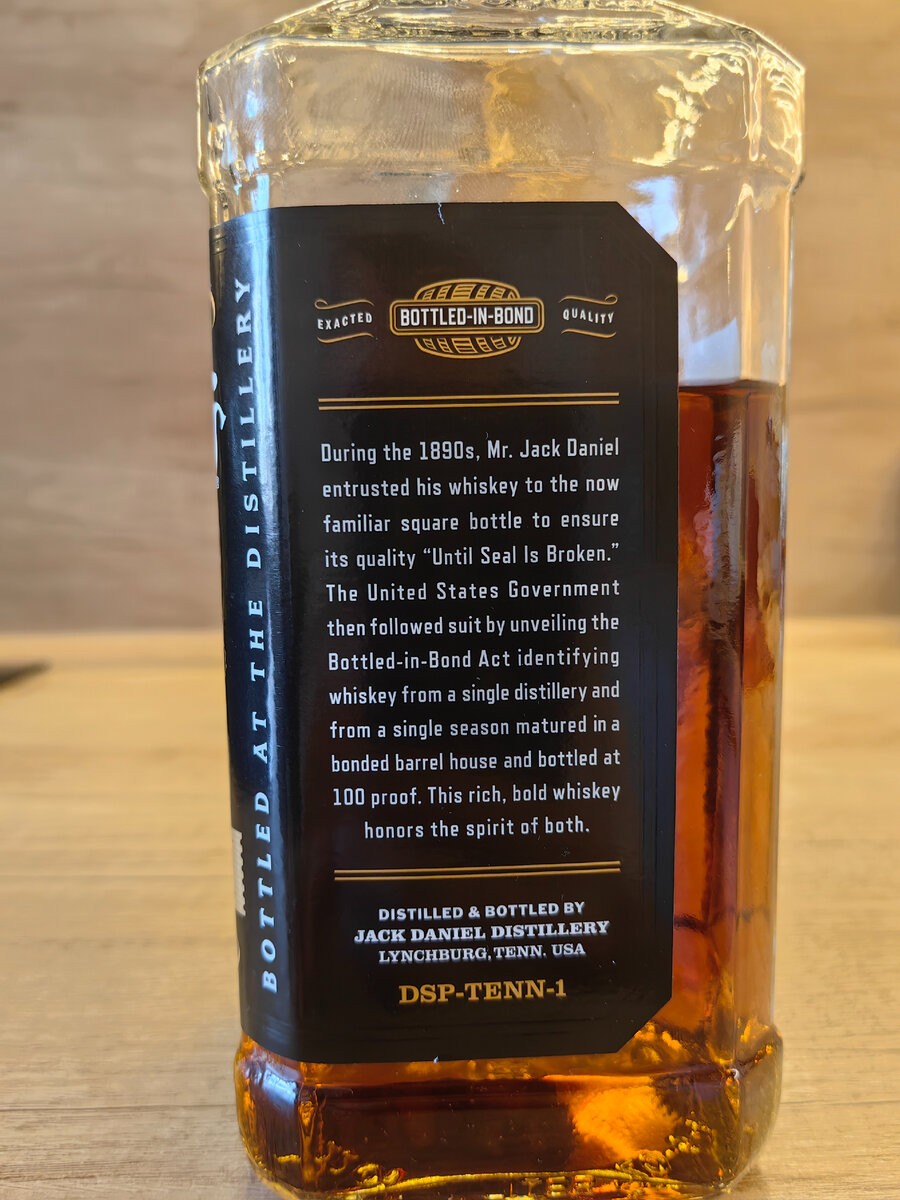 EXACTED BOTTLED-IN-BOND QUALITY
During the 1890s, Mr. Jack Daniel
entrusted his whiskey to the now
familiar square bottle to ensure
its quality “Until Seal Is Broken.”
The United States Government
then followed suit by unveiling the
Bottled-in-Bond Act identifying
whiskey from a single distillery and
from a single season matured in a
bonded barrel house and bottled at
100 proof. This rich, bold whiskey
honors the spirit of both.
DISTILLED & BOTTLED BY
JACK DANIEL DISTILLERY
LYNCHBURG, TENN. USA
DSP-TENN-1
BOTTLED AT THE DISTILLERY